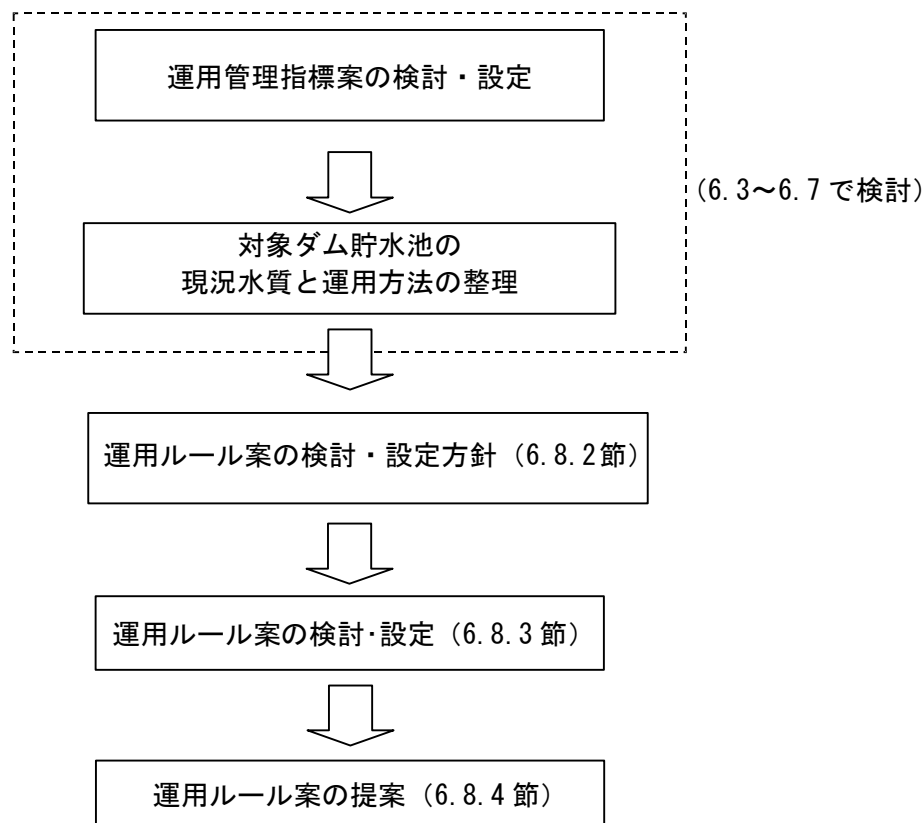 運用管理指標案の検討・設定
(6.3～6.7 で検討)
対象ダム貯水池の
現況水質と運用方法の整理
運用ルール案の検討・設定方針（6.8.2節）
運用ルール案の検討･設定（6.8.3 節）
運用ルール案の提案（6.8.4 節）